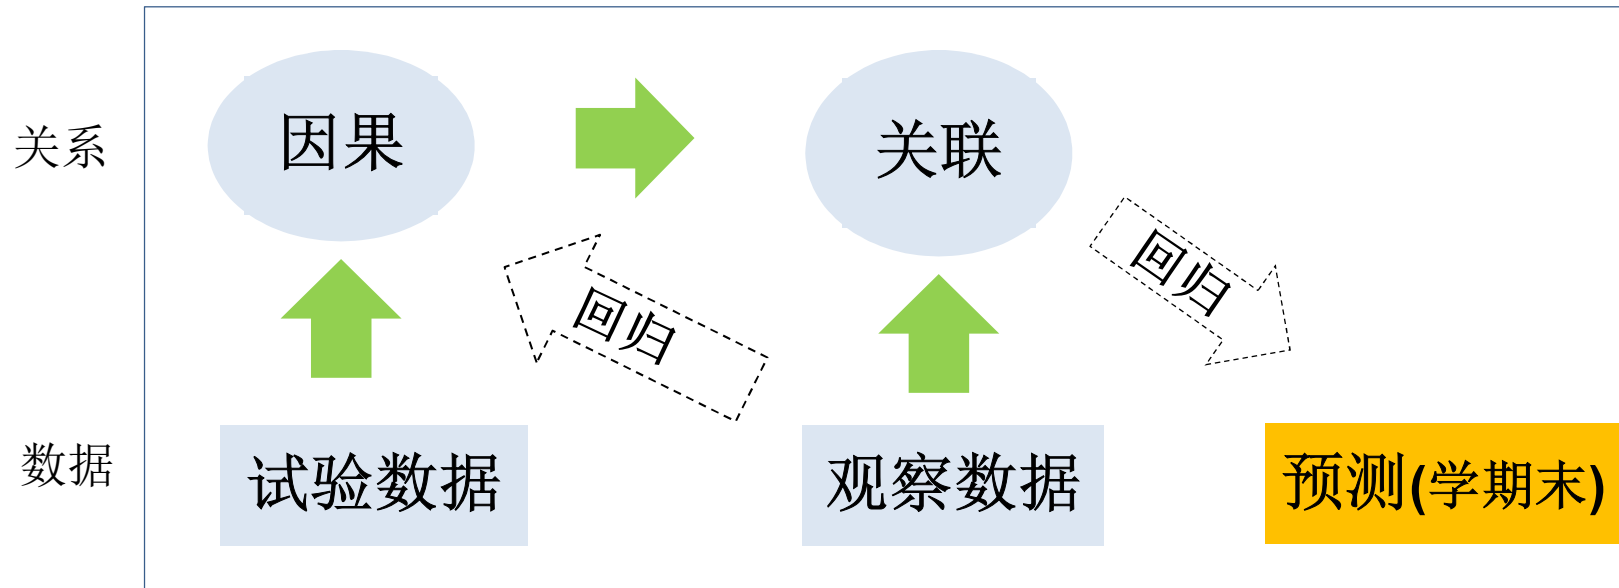 关系
因果
关联
回归
回归
数据
试验数据
观察数据
预测(学期末)